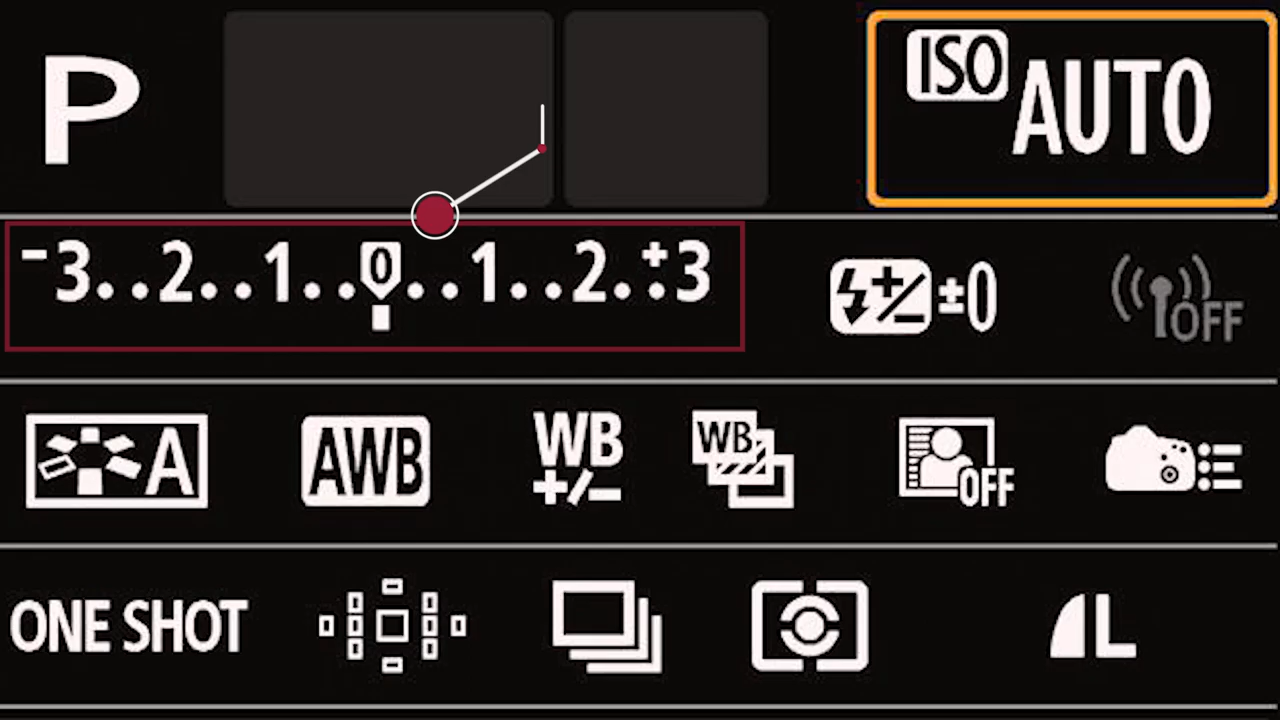 P
ISO AUTO
-3..2..1..0..1..2..+3
±0
OFF
A
AWB
WB +/-
WB
OFF
ONE SHOT
L